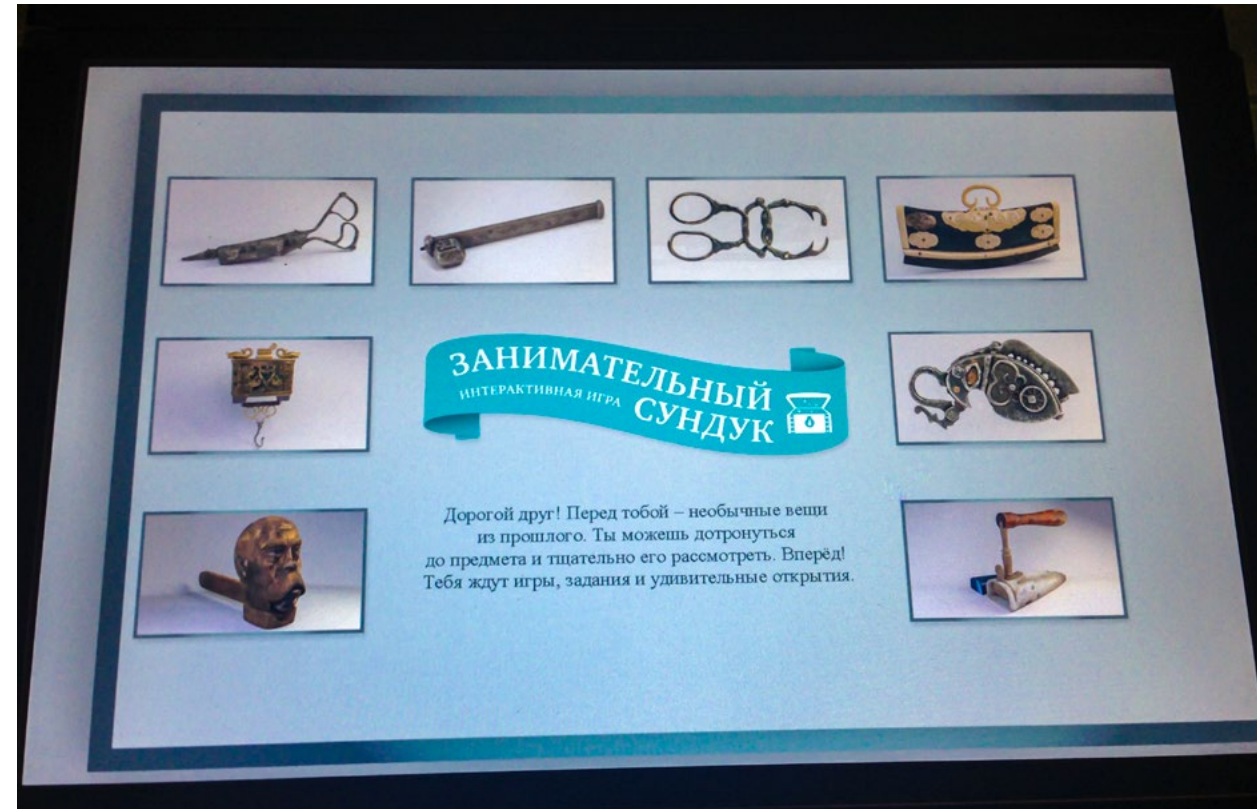 ЗАНИМАТЕЛЬНЫЙ
ИНТЕРАКТИВНАЯ ИГРА СУНДУК
Дорогой друг! Перед тобой – необычные вещи
из прошлого. Ты можешь дотронуться
до предмета и тщательно его рассмотреть. Вперёд!
Тебя ждут игры, задания и удивительные открытия.